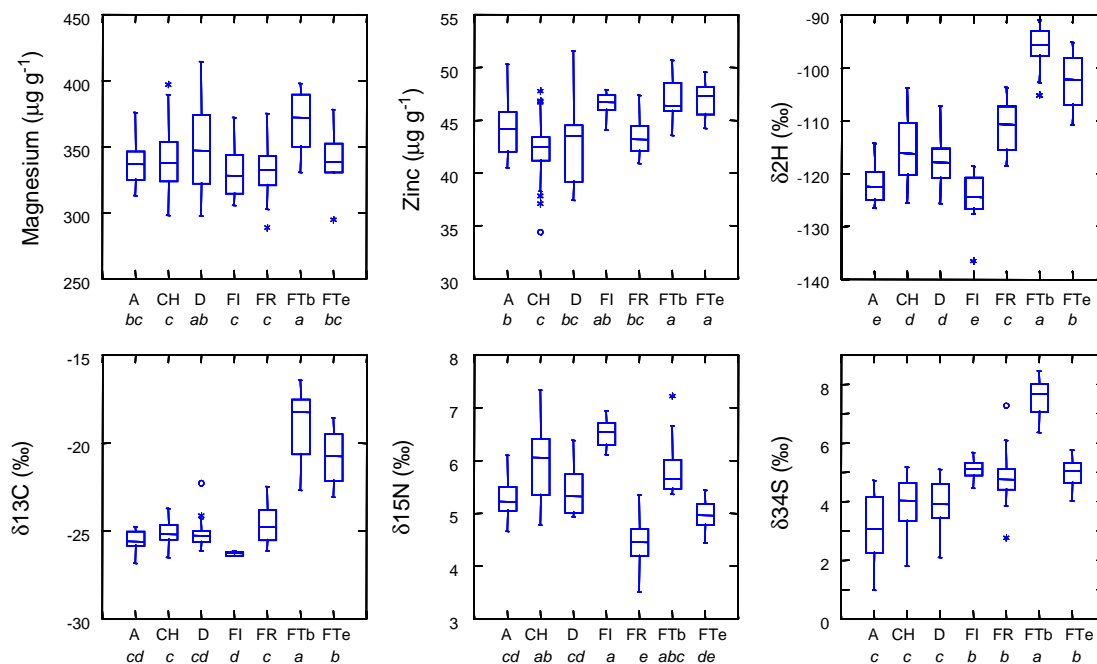 Magnesium (µg g-1)
450
400
350
300
250
A CH D FI FR FTb FTe
bc c ab c c a bc
Zinc (µg g-1)
55
50
45
40
35
30
A CH D FI FR FTb FTe
b c bc ab bc a a
δ2H (‰)
-90
-100
-110
-120
-130
-140
A CH D FI FR FTb FTe
e d d e c a b
δ13C (‰)
-15
-20
-25
-30
A CH D FI FR FTb FTe
cd c cd d c a b
δ15N (‰)
8
7
6
5
4
3
A CH D FI FR FTb FTe
cd ab cd a e abc de
δ34S (‰)
8
6
4
2
0
A CH D FI FR FTb FTe
c c c b b a b